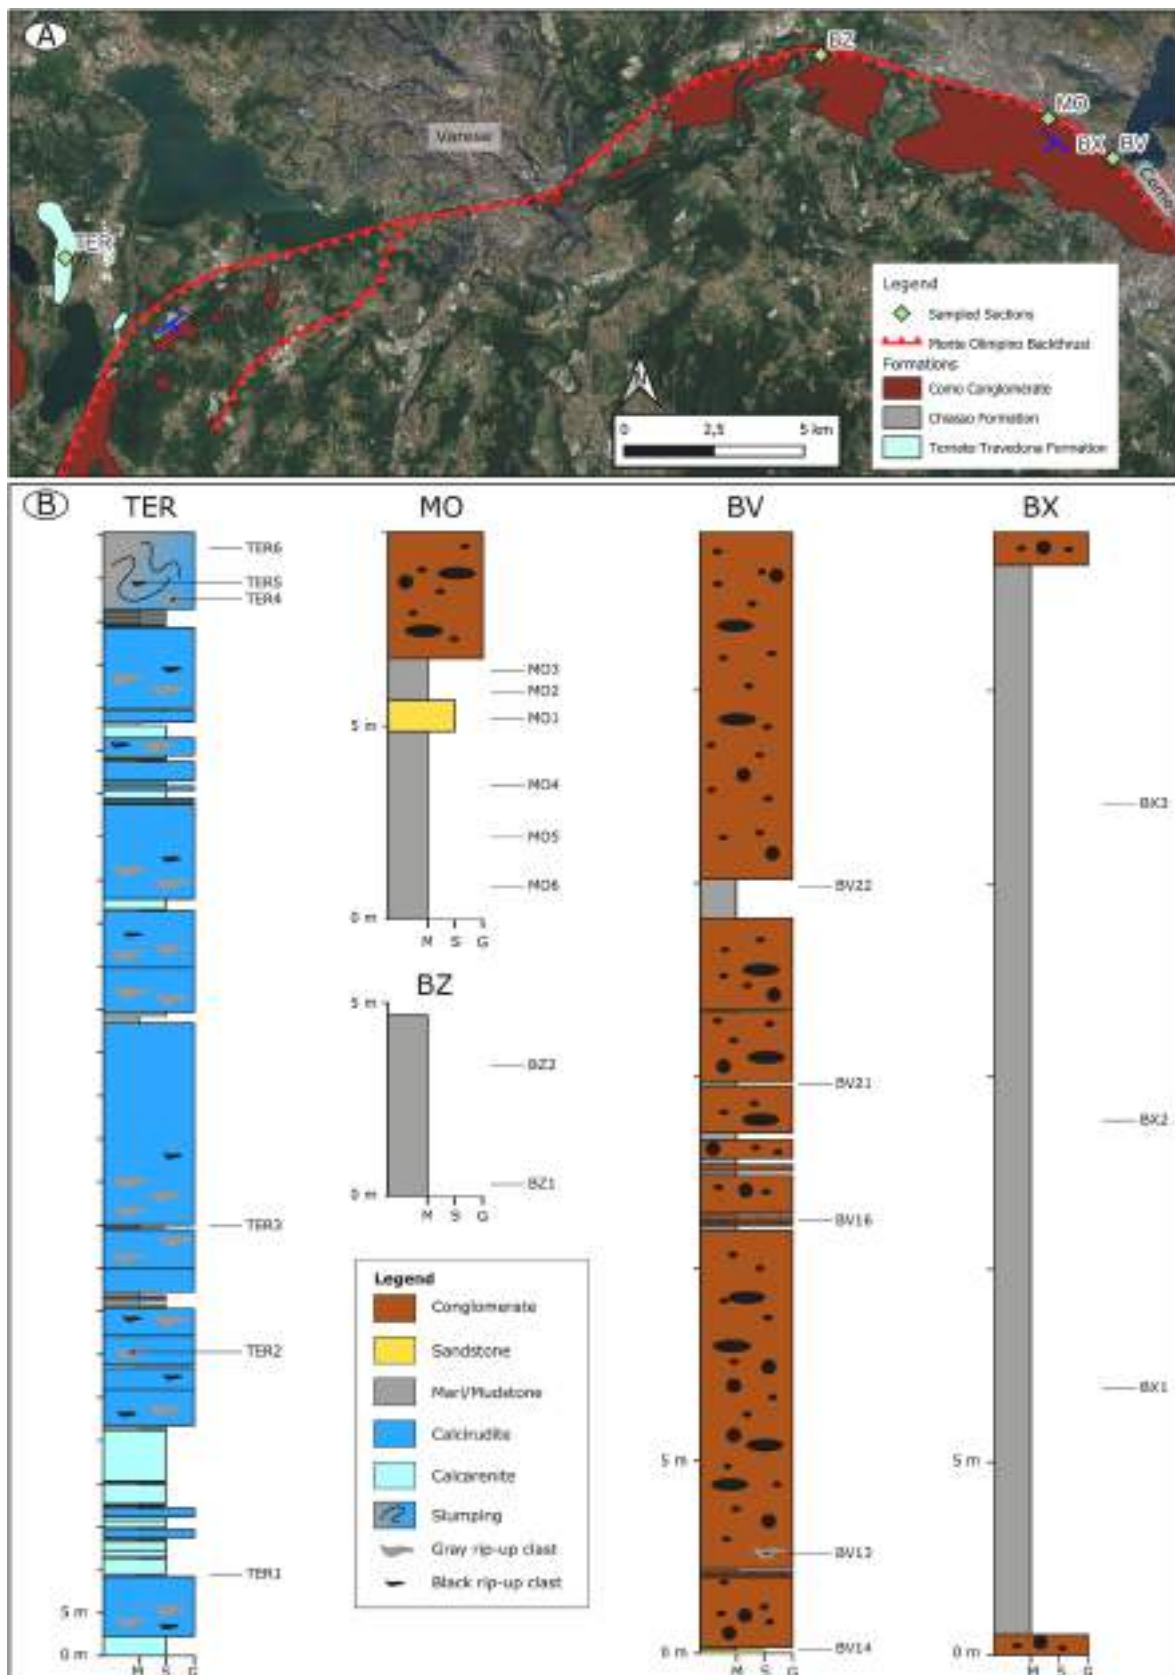 A
BZ
MO
Varese
BX
BV
Como
TER
Legend
Sampled Sections
Monte Olimpino Backthrust
Formations
Como Conglomerate
Chiasso Formation
Ternate Travedona Formation
0
2,5
5 km
B
TER
MO
BV
BX
TER6
TER5
TER4
MO3
MO2
5 m
MO1
BX3
MO4
MO5
MO6
BV22
0 m
M
S
G
BZ
5 m
BZ2
BV21
BX2
BZ1
0 m
M
S
G
TER3
BV16
Legend
Conglomerate
TER2
Sandstone
Marl/Mudstone
BX1
Calcirudite
5 m
5 m
Calcarenite
Slumping
Gray rip-up clast
BV13
TER1
Black rip-up clast
5 m
0 m
0 m
BV14
0 m
M
S
G
M
S
G
M
S
G